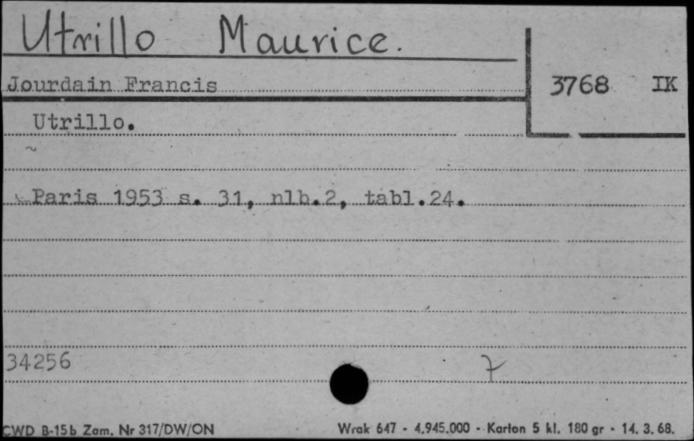 Utrillo Maurice.
Jourdain Francis
3768 IK
Utrillo.
~
Paris 1953 s. 31, nlb.2, tabl.24.
34256
7
CWD B-15b Zam. Nr 317/DW/ON Wrak 647 - 4.945.000 - Karton 5 kl. 180 gr - 14. 3. 68.